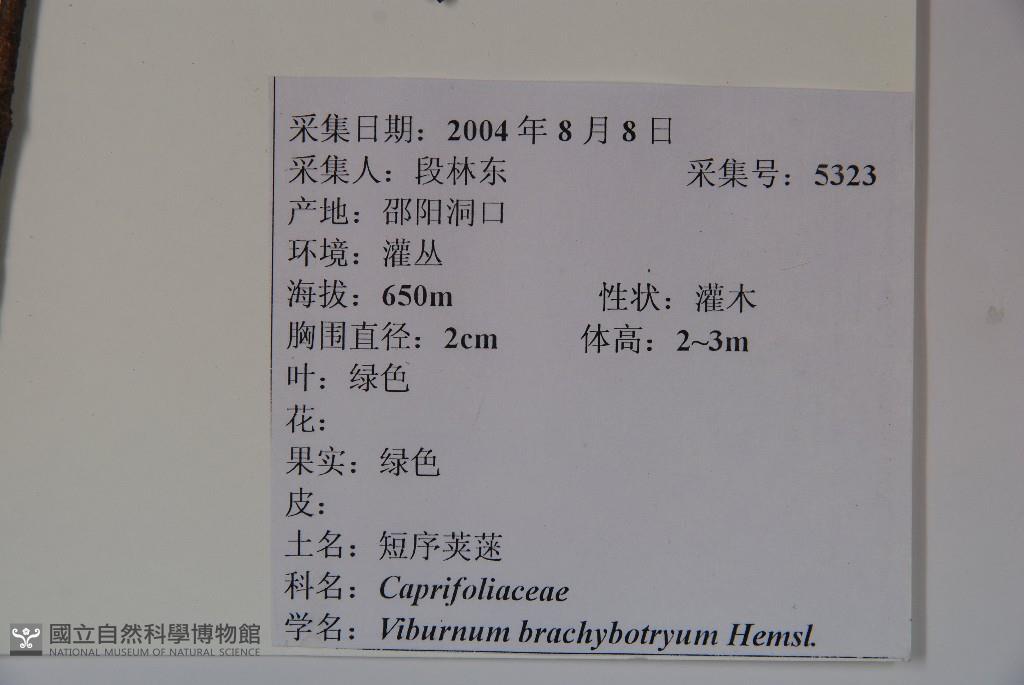 采集日期：2004 年 8 月 8 日
采集人：段林东 采集号：5323
产地：邵阳洞口
环境：灌丛
海拔：650m 性状：灌木
胸围直径：2cm 体高：2~3m
叶：绿色
花：
果实：绿色
皮：
土名：短序荚蒾
科名：Caprifoliaceae
学名：Viburnum brachybotryum Hemsl.
國立自然科學博物館
NATIONAL MUSEUM OF NATURAL SCIENCE